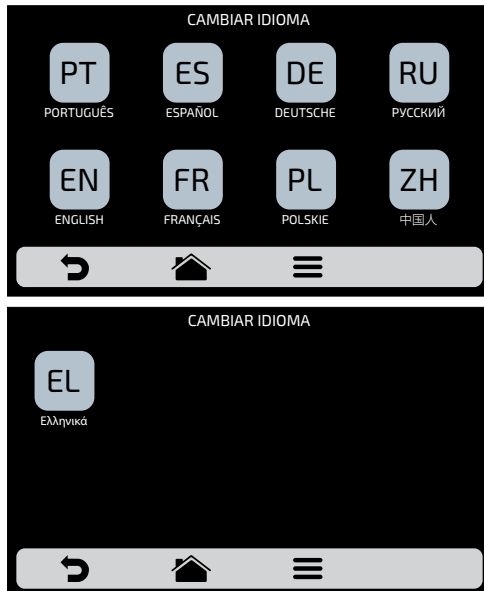 CAMBIAR IDIOMA
PT ES DE RU
PORTUGUÊS ESPAÑOL DEUTSCHE РУССКИЙ
EN FR PL ZH
ENGLISH FRANÇAIS POLSKIE 中国人
CAMBIAR IDIOMA
EL
Ελληνικά